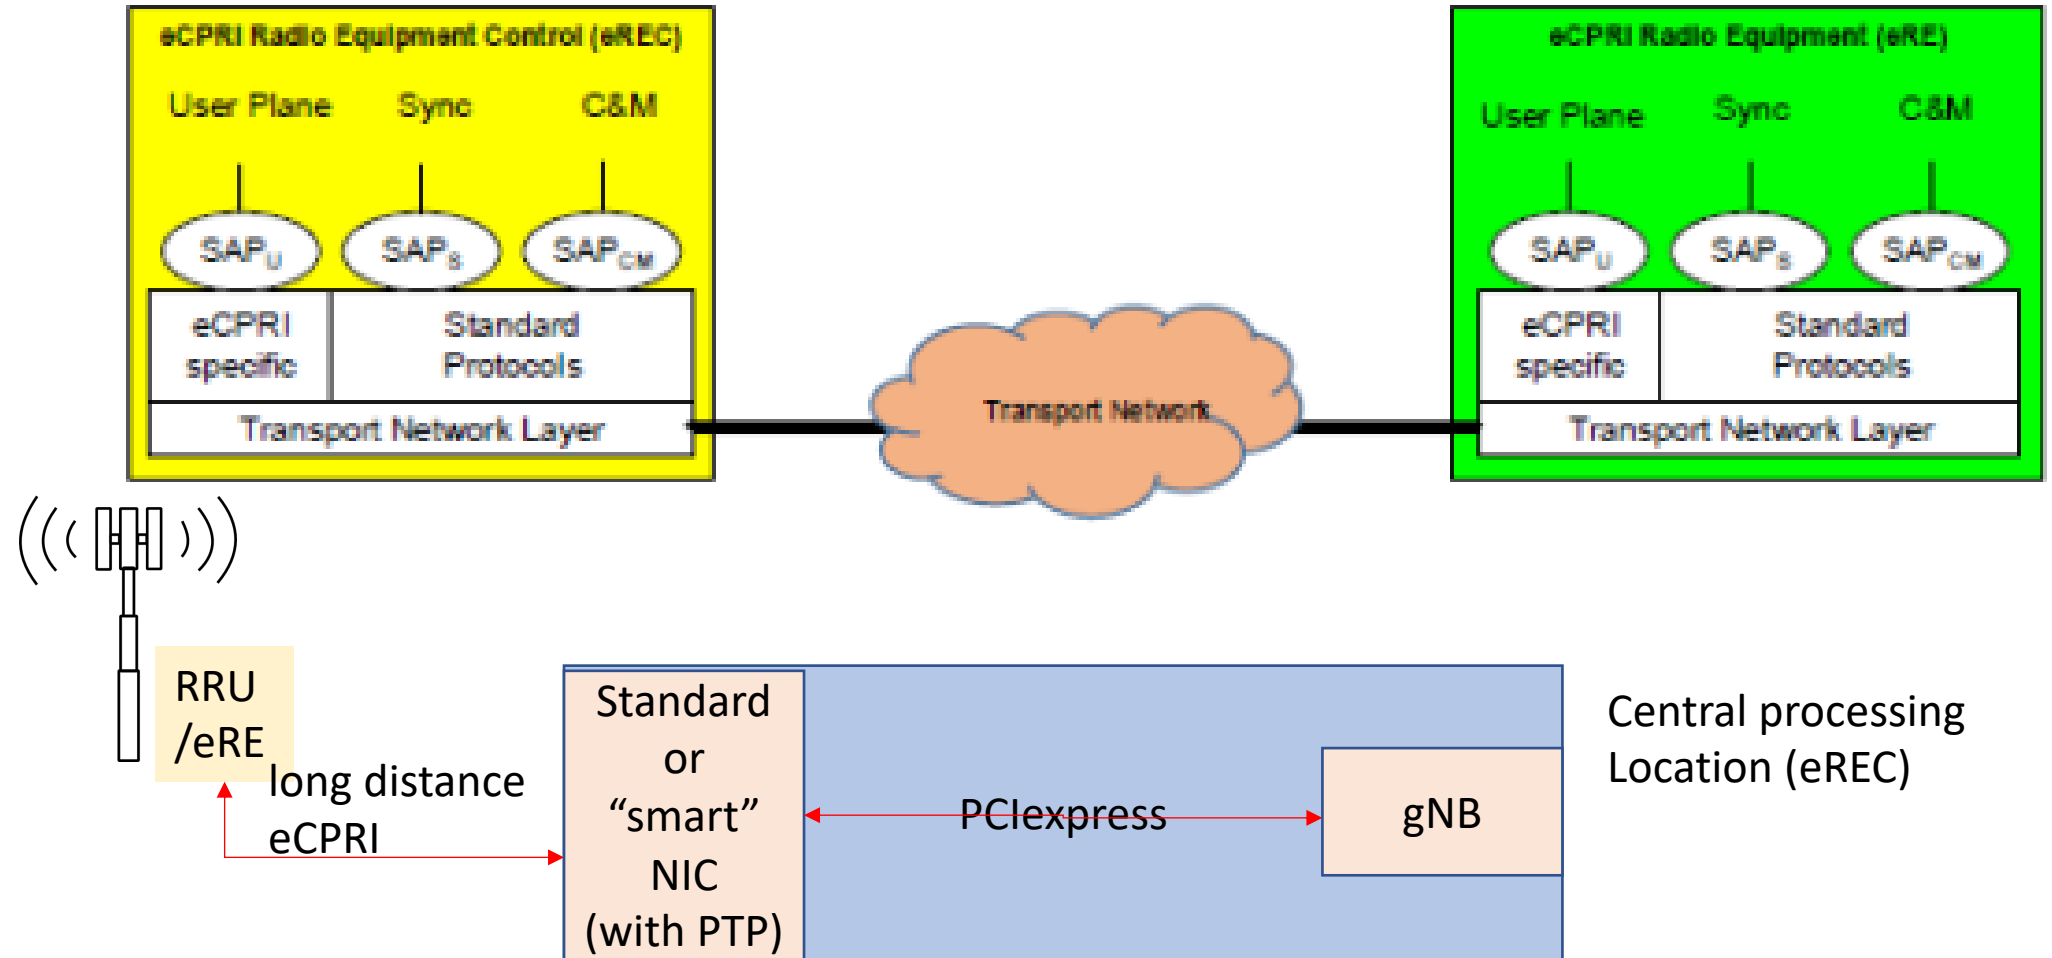 eCPRI Radio Equipment Control (eREC)
User Plane Sync C&M
SAPU SAPS SAPCM
eCPRI
specific
Standard
Protocols
Transport Network Layer
Transport Network
eCPRI Radio Equipment (eRE)
User Plane Sync C&M
SAPU SAPS SAPCM
eCPRI
specific
Standard
Protocols
Transport Network Layer
RRU
/eRE
long distance
eCPRI
Standard
or
“smart”
NIC
(with PTP)
PCIexpress
gNB
Central processing
Location (eREC)